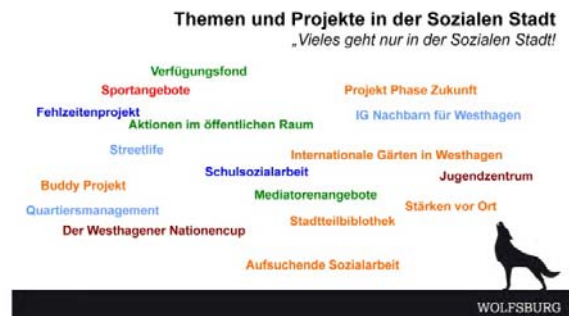 Themen und Projekte in der Sozialen Stadt
„Vieles geht nur in der Sozialen Stadt!
Verfügungsfond
Sportangebote
Projekt Phase Zukunft
Fehlzeitenprojekt
IG Nachbarn für Westhagen
Aktionen im öffentlichen Raum
Streetlife
Internationale Gärten in Westhagen
Schulsozialarbeit
Jugendzentrum
Buddy Projekt
Mediatorenangebote
Stärken vor Ort
Quartiersmanagement
Stadtteilbibliothek
Der Westhagener Nationencup
Aufsuchende Sozialarbeit
WOLFSBURG